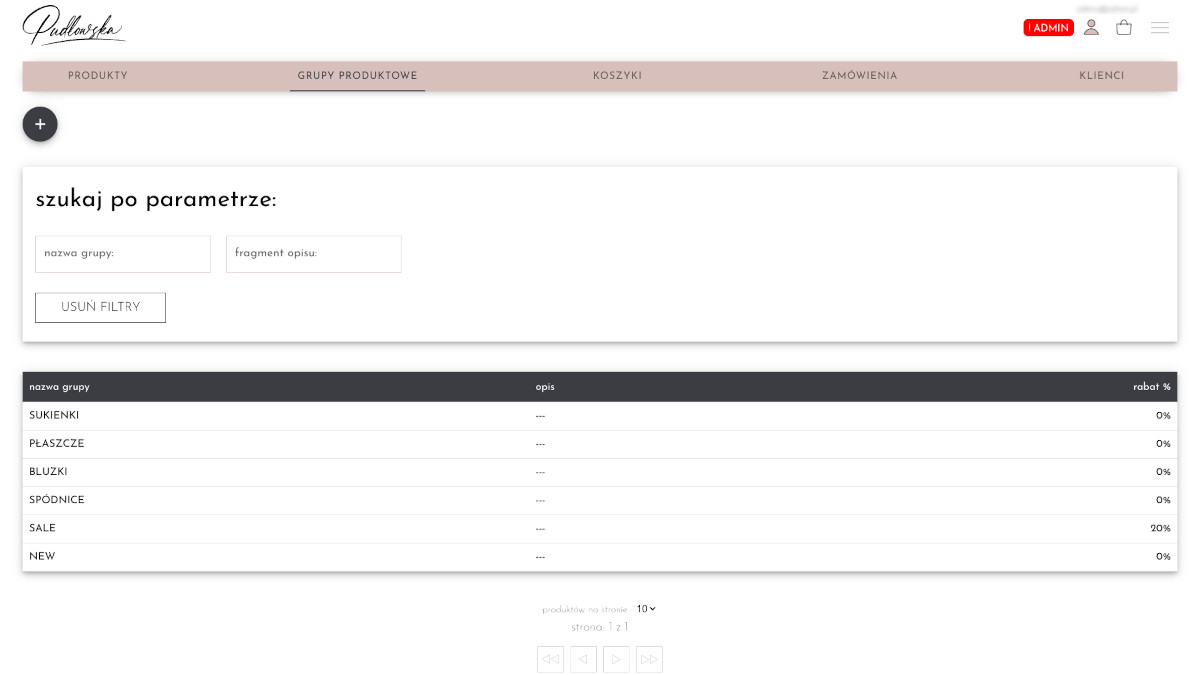 Pudłowska
! ADMIN
PRODUKTY GRUPY PRODUKTOWE KOSZYKI ZAMÓWIENIA KLIENCI
+
szukaj po parametrze:
nazwa grupy: fragment opisu:
USUŃ FILTRY
nazwa grupy opis rabat %
SUKIENKI --- 0%
PŁASZCZE --- 0%
BLUZKI --- 0%
SPÓDNICE --- 0%
SALE --- 20%
NEW --- 0%
produktów na stronie 10
strona: 1 z 1